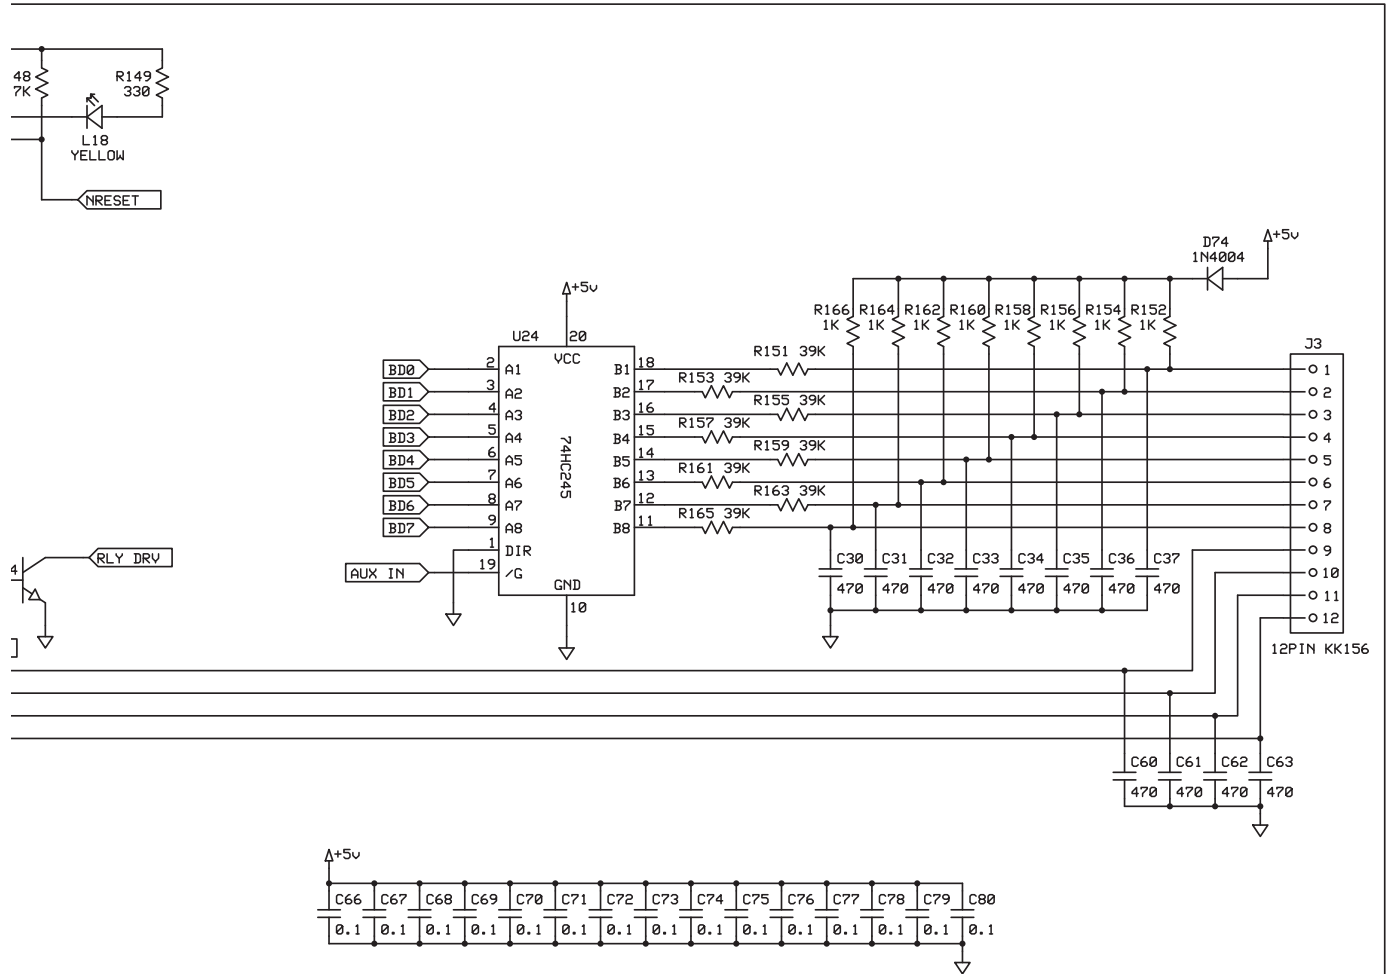 48
7K
R149
330
L18
YELLOW
NRESET
D74
1N4004
+5v
+5v
R166 R164 R162 R160 R158 R156 R154 R152
1K 1K 1K 1K 1K 1K 1K 1K
U24
20
VCC
J3
R151 39K
R153 39K
R155 39K
R157 39K
R159 39K
R161 39K
R163 39K
R165 39K
BD0 2 A1 B1 18 1
BD1 3 A2 B2 17 2
BD2 4 A3 B3 16 3
BD3 5 A4 B4 15 4
BD4 6 A5 B5 14 5
BD5 7 A6 B6 13 6
BD6 8 A7 B7 12 7
BD7 9 A8 B8 11 8
74HC245
1 DIR
AUX IN 19 /G
GND
10
9
10
11
12
12PIN KK156
4
RLY DRV
C30 C31 C32 C33 C34 C35 C36 C37
470 470 470 470 470 470 470 470
C60 C61 C62 C63
470 470 470 470
+5v
C66 C67 C68 C69 C70 C71 C72 C73 C74 C75 C76 C77 C78 C79 C80
0.1 0.1 0.1 0.1 0.1 0.1 0.1 0.1 0.1 0.1 0.1 0.1 0.1 0.1 0.1